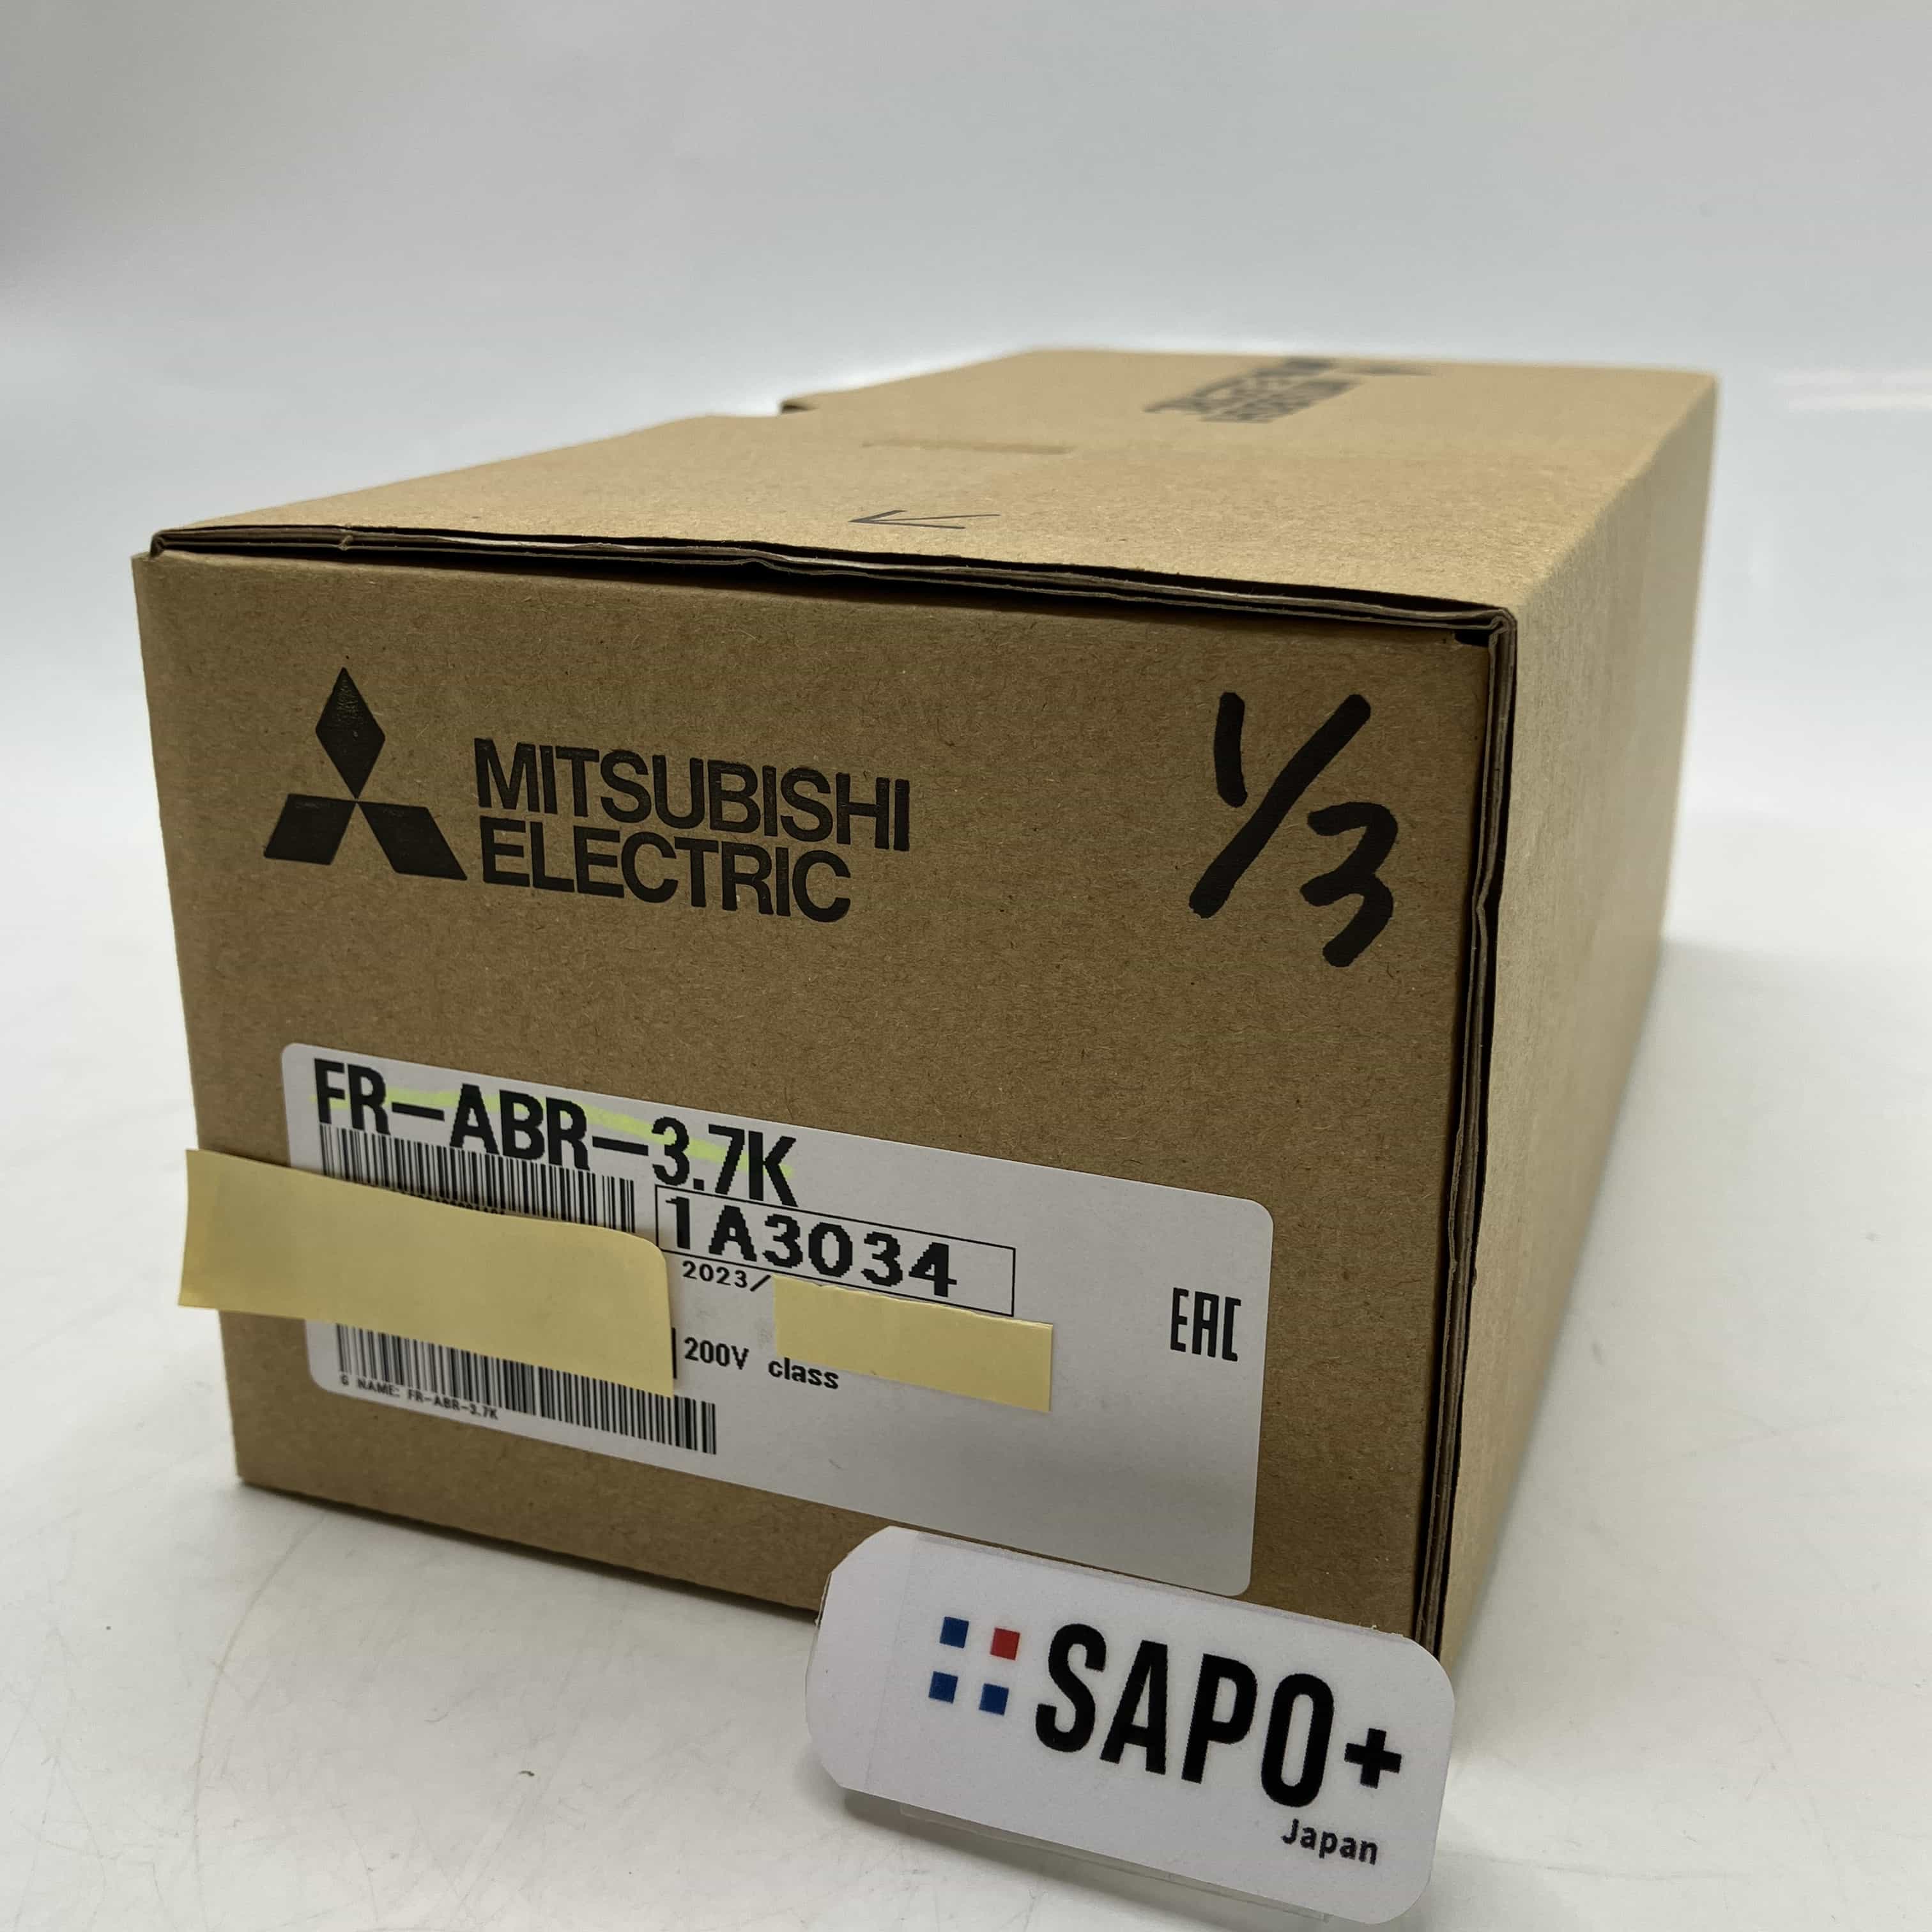 MITSUBISHI
ELECTRIC
1/3
FR-ABR-3.7K
1A3034
2023/
200V class
EAC
G NAME: FR-ABR-3.7K
SAPO+
Japan